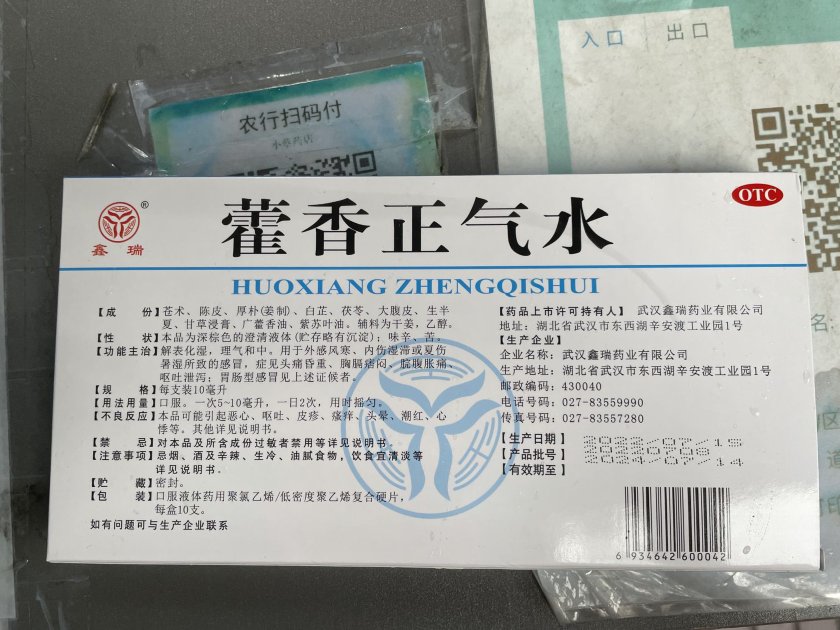 入口 出口
农行扫码付
小蔡药店
OTC
鑫瑞®
藿香正气水
HUOXIANG ZHENGQISHUI
【成 份】苍术、陈皮、厚朴(姜制)、白芷、茯苓、大腹皮、生半
夏、甘草浸膏、广藿香油、紫苏叶油。辅料为干姜,乙醇。
【性 状】本品为深棕色的澄清液体(贮存略有沉淀);味辛、苦。
【功能主治】解表化湿,理气和中。用于外感风寒、内伤湿滞或夏伤
暑湿所致的感冒,症见头痛昏重、胸膈痞闷、脘腹胀痛、
呕吐泄泻;胃肠型感冒见上述证候者。
【规 格】每支装10毫升
【用法用量】口服。一次5~10毫升,一日2次,用时摇匀。
【不良反应】本品可能引起恶心、呕吐、皮疹、瘙痒、头晕、潮红、心
悸等。其他详见说明书。
【禁 忌】对本品及所含成份过敏者禁用等详见说明书。
【注意事项】忌烟、酒及辛辣、生冷、油腻食物,饮食宜清淡等
详见说明书。
【贮 藏】密封。
【包 装】口服液体药用聚氯乙烯/低密度聚乙烯复合硬片,
每盒10支。
如有问题可与生产企业联系
【药品上市许可持有人】 武汉鑫瑞药业有限公司
地址:湖北省武汉市东西湖辛安渡工业园1号
【生产企业】
企业名称:武汉鑫瑞药业有限公司
生产地址:湖北省武汉市东西湖辛安渡工业园1号
邮政编码:430040
电话号码:027-83559990
传真号码:027-83557280
【生产日期】
【产品批号】
【有效期至】 2024/07/14
6 934642 600042
名